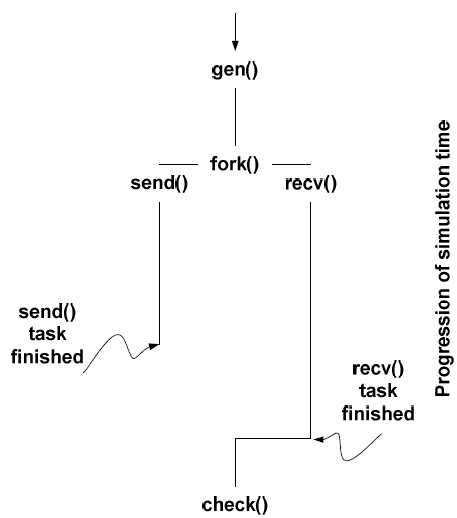 gen()
fork()
send()
recv()
send()
task
finished
recv()
task
finished
check()
Progression of simulation time